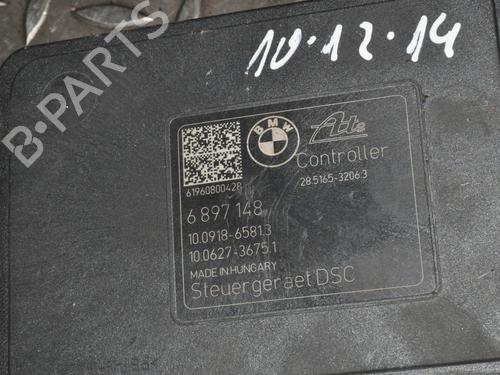 10.12.14
B-PARTS
BMW
Ate
Controller
28.5165-3206.3
61960800428
6 897 148
10.0918-6581.3
10.0627-3675.1
MADE IN HUNGARY
Steuergeraet DSC